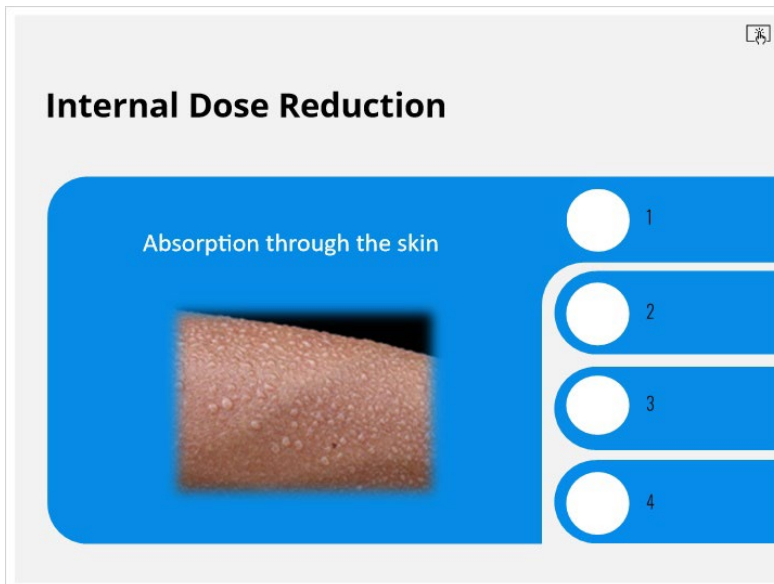 Internal Dose Reduction
Absorption through the skin
1
2
3
4